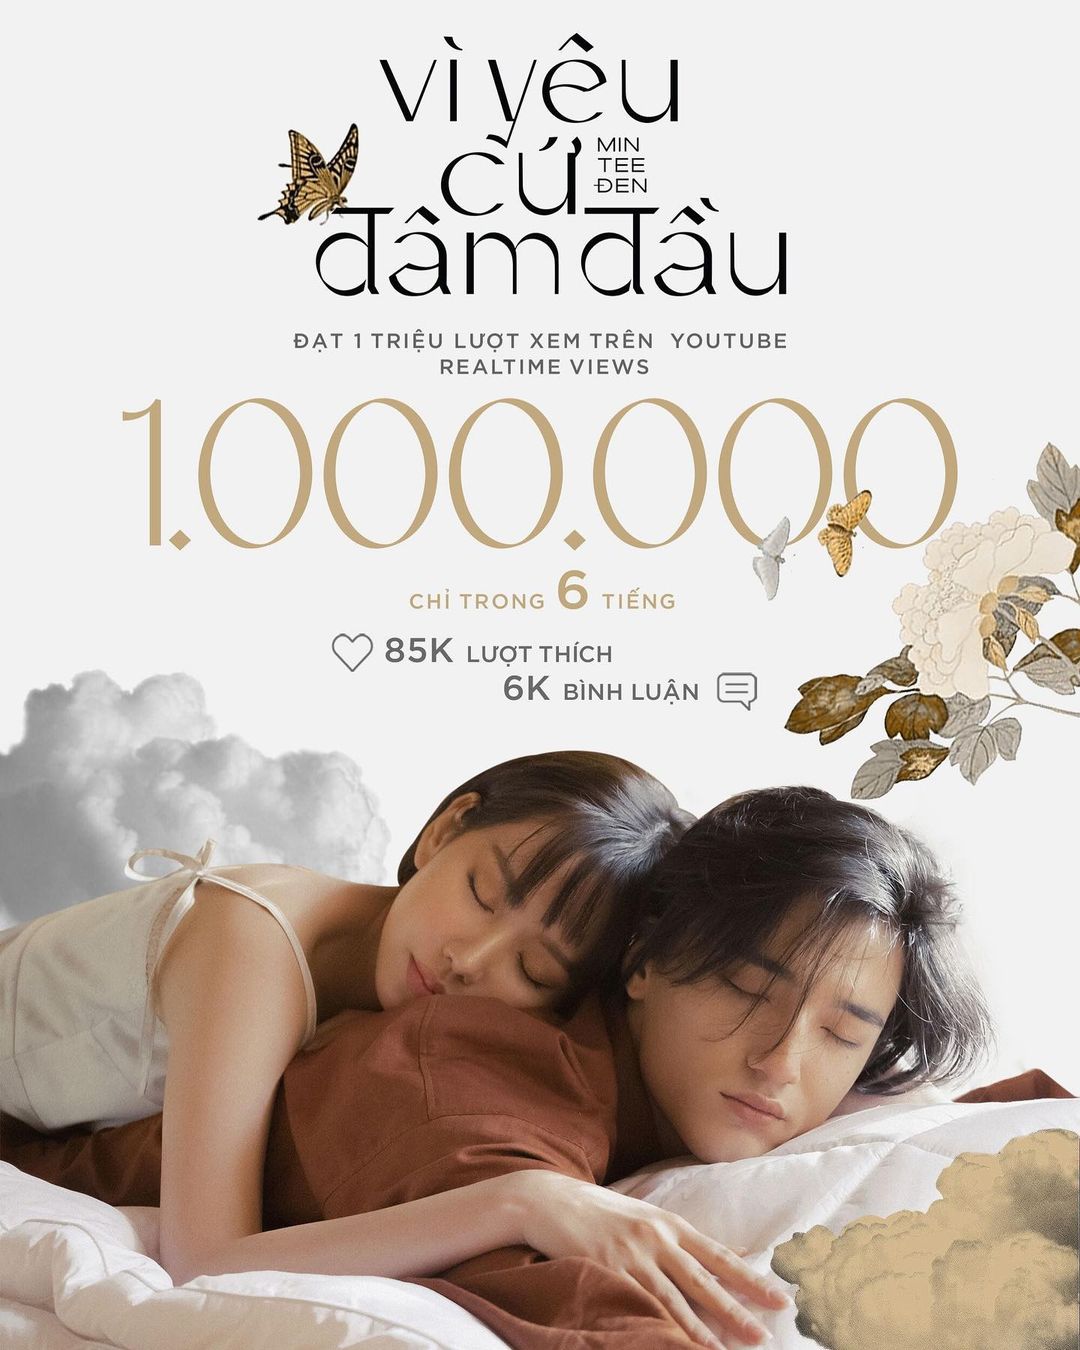 vì yêu
cứ
MIN
TEE
ĐEN
đâm đầu
ĐẠT 1 TRIỆU LƯỢT XEM TRÊN YOUTUBE
REALTIME VIEWS
1.000.000
CHỈ TRONG 6 TIẾNG
85K LƯỢT THÍCH
6K BÌNH LUẬN